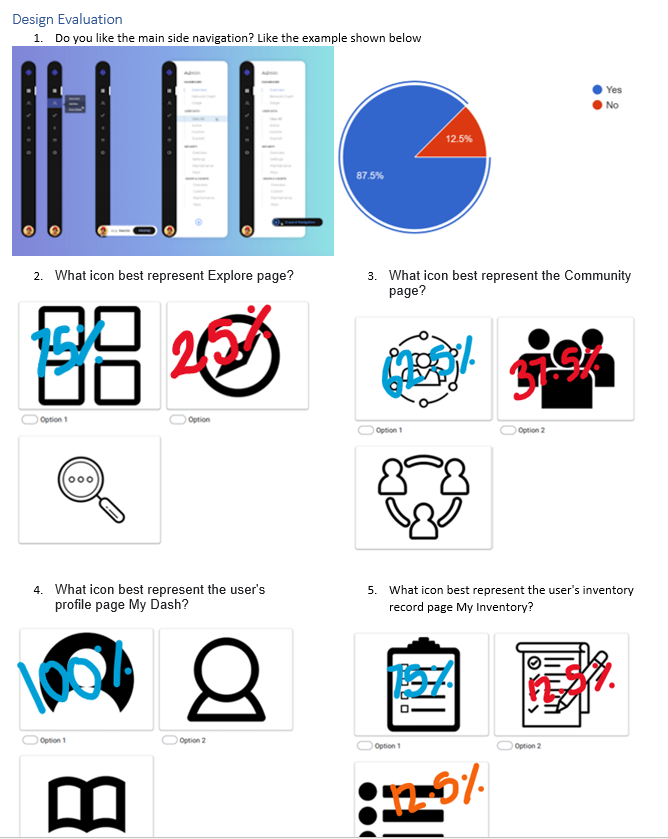 Design Evaluation
1. Do you like the main side navigation? Like the example shown below
Admin
Admin
Yes
No
12.5%
87.5%
2. What icon best represent Explore page?
75%
25%
Option 1
Option
3. What icon best represent the Community
page?
62.5%
37.5%
Option 1
Option 2
4. What icon best represent the user's
profile page My Dash?
100%
Option 1
Option 2
5. What icon best represent the user's inventory
record page My Inventory?
75%
12.5%
Option 1
Option 2
12.5%